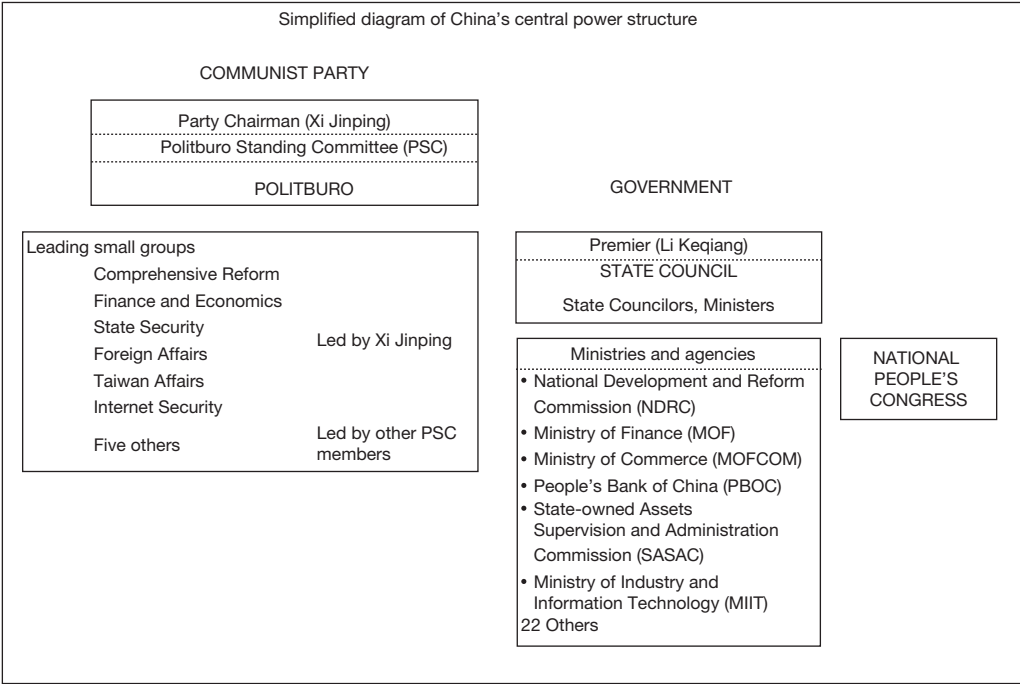 Simplified diagram of China's central power structure
COMMUNIST PARTY
Party Chairman (Xi Jinping)
Politburo Standing Committee (PSC)
POLITBURO
Leading small groups
Comprehensive Reform
Finance and Economics
State Security
Foreign Affairs
Taiwan Affairs
Internet Security
Led by Xi Jinping
Five others
Led by other PSC
members
GOVERNMENT
Premier (Li Keqiang)
STATE COUNCIL
State Councilors, Ministers
Ministries and agencies
• National Development and Reform
Commission (NDRC)
• Ministry of Finance (MOF)
• Ministry of Commerce (MOFCOM)
• People's Bank of China (PBOC)
• State-owned Assets
Supervision and Administration
Commission (SASAC)
• Ministry of Industry and
Information Technology (MIIT)
22 Others
NATIONAL
PEOPLE'S
CONGRESS